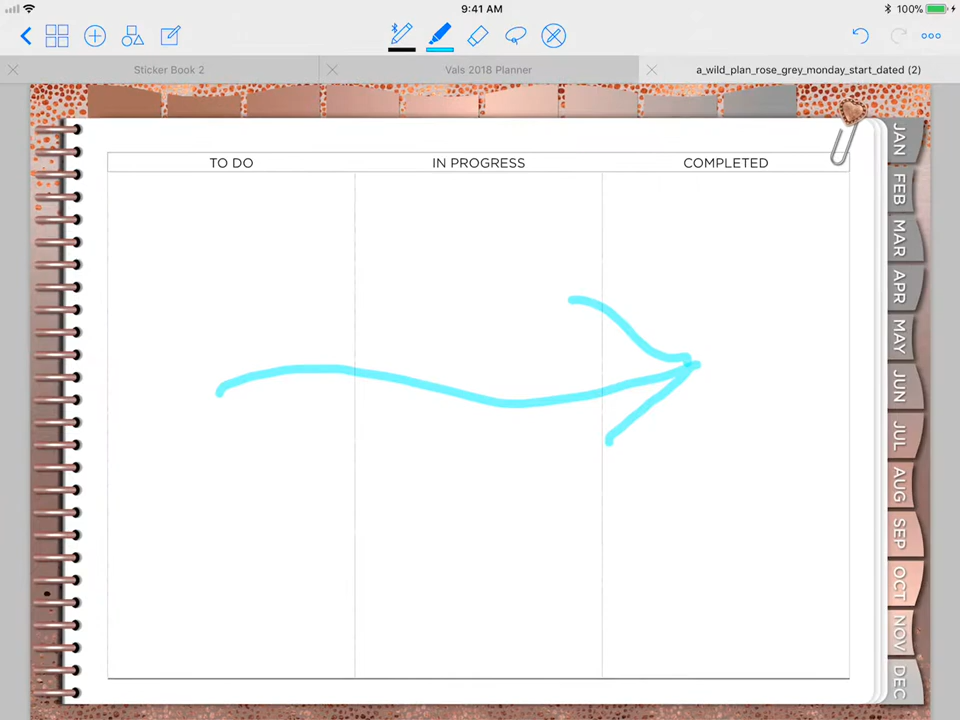 9:41 AM
100%
Sticker Book 2
Vals 2018 Planner
a_wild_plan_rose_grey_monday_start_dated (2)
TO DO
IN PROGRESS
COMPLETED
JAN
FEB
MAR
APR
MAY
JUN
JUL
AUG
SEP
OCT
NOV
DEC